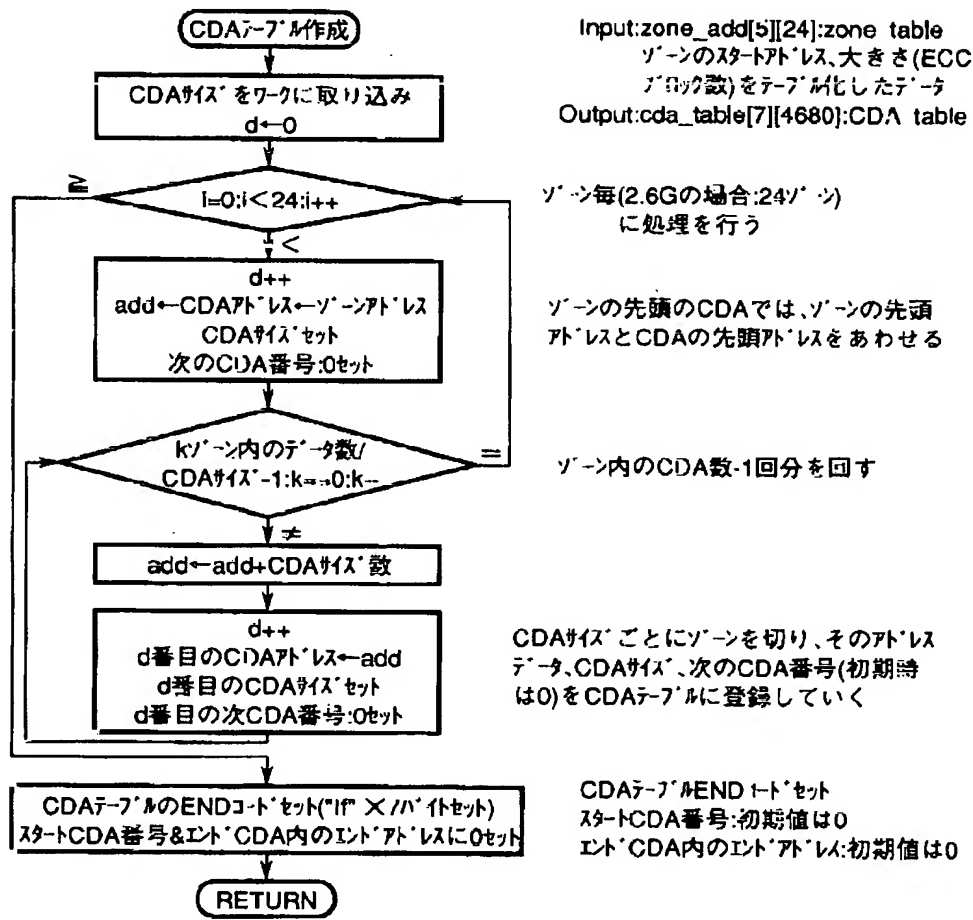 CDAﾃｰﾌﾞﾙ作成
Input:zone_add[5][24]:zone table
ｿﾞｰﾝのｽﾀｰﾄｱﾄﾞﾚｽ、大きさ(ECC
ﾌﾞﾛｯｸ数)をﾃｰﾌﾞﾙ化したﾃﾞｰﾀ
Output:cda_table[7][4680]:CDA table
CDAｻｲｽﾞをﾜｰｸに取り込み
d←0
≧
i=0:i＜24:i++
＜
ｿﾞｰﾝ毎(2.6Gの場合:24ｿﾞｰﾝ)
に処理を行う
d++
add←CDAｱﾄﾞﾚｽ←ｿﾞｰﾝｱﾄﾞﾚｽ
CDAｻｲｽﾞｾｯﾄ
次のCDA番号:0ｾｯﾄ
ｿﾞｰﾝの先頭のCDAでは、ｿﾞｰﾝの先頭
ｱﾄﾞﾚｽとCDAの先頭ｱﾄﾞﾚｽをあわせる
kｿﾞｰﾝ内のﾃﾞｰﾀ数/
CDAｻｲｽﾞ-1:k==0:k--
=
≠
ｿﾞｰﾝ内のCDA数-1回分を回す
add←add+CDAｻｲｽﾞ数
d++
d番目のCDAｱﾄﾞﾚｽ←add
d番目のCDAｻｲｽﾞｾｯﾄ
d番目の次CDA番号:0ｾｯﾄ
CDAｻｲｽﾞごとにｿﾞｰﾝを切り、そのｱﾄﾞﾚｽ
ﾃﾞｰﾀ、CDAｻｲｽﾞ、次のCDA番号(初期時
は0)をCDAﾃｰﾌﾞﾙに登録していく
CDAﾃｰﾌﾞﾙのENDｺｰﾄﾞｾｯﾄ("ff" ×7ﾊﾞｲﾄｾｯﾄ)
ｽﾀｰﾄCDA番号&ｴﾝﾄﾞCDA内のｴﾝﾄﾞｱﾄﾞﾚｽに0ｾｯﾄ
CDAﾃｰﾌﾞﾙENDｺｰﾄﾞｾｯﾄ
ｽﾀｰﾄCDA番号:初期値は0
ｴﾝﾄﾞCDA内のｴﾝﾄﾞｱﾄﾞﾚｽ:初期値は0
RETURN